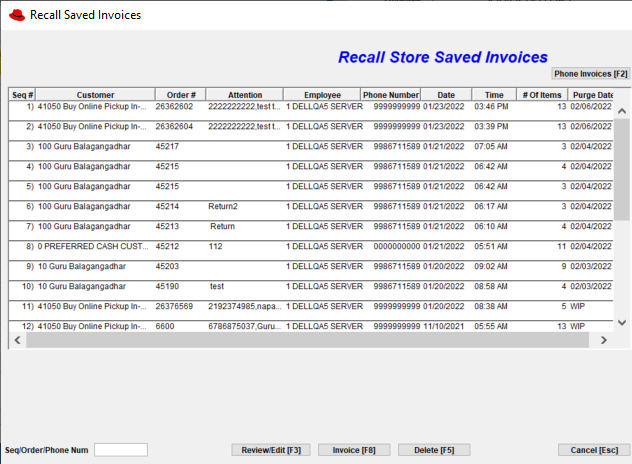 Recall Saved Invoices
Recall Store Saved Invoices
Phone Invoices [F2]
Seq # Customer Order # Attention Employee Phone Number Date Time # Of Items Purge Date
1) 41050 Buy Online Pickup In-... 26362602 2222222222,test t... 1 DELLQA5 SERVER 9999999999 01/23/2022 03:46 PM 13 02/06/2022
2) 41050 Buy Online Pickup In-... 26362604 2222222222,test t... 1 DELLQA5 SERVER 9999999999 01/23/2022 03:39 PM 13 02/06/2022
3) 100 Guru Balagangadhar 45217 1 DELLQA5 SERVER 9986711589 01/21/2022 07:05 AM 3 02/04/2022
4) 100 Guru Balagangadhar 45215 1 DELLQA5 SERVER 9986711589 01/21/2022 06:42 AM 4 02/04/2022
5) 100 Guru Balagangadhar 45215 1 DELLQA5 SERVER 9986711589 01/21/2022 06:42 AM 3 02/04/2022
6) 100 Guru Balagangadhar 45214 Return2 1 DELLQA5 SERVER 9986711589 01/21/2022 06:17 AM 3 02/04/2022
7) 100 Guru Balagangadhar 45213 Return 1 DELLQA5 SERVER 9986711589 01/21/2022 06:10 AM 4 02/04/2022
8) 0 PREFERRED CASH CUST... 45212 112 1 DELLQA5 SERVER 0000000000 01/21/2022 05:51 AM 11 02/04/2022
9) 10 Guru Balagangadhar 45203 1 DELLQA5 SERVER 9986711589 01/20/2022 09:02 AM 9 02/03/2022
10) 10 Guru Balagangadhar 45190 test 1 DELLQA5 SERVER 9986711589 01/20/2022 08:58 AM 4 02/03/2022
11) 41050 Buy Online Pickup In-... 26376569 2192374985,napa... 1 DELLQA5 SERVER 9999999999 01/20/2022 08:38 AM 5 WIP
12) 41050 Buy Online Pickup In-... 6600 6786875037,Guru... 1 DELLQA5 SERVER 9999999999 11/10/2021 05:55 AM 13 WIP
Seq/Order/Phone Num Review/Edit [F3] Invoice [F8] Delete [F5] Cancel [Esc]